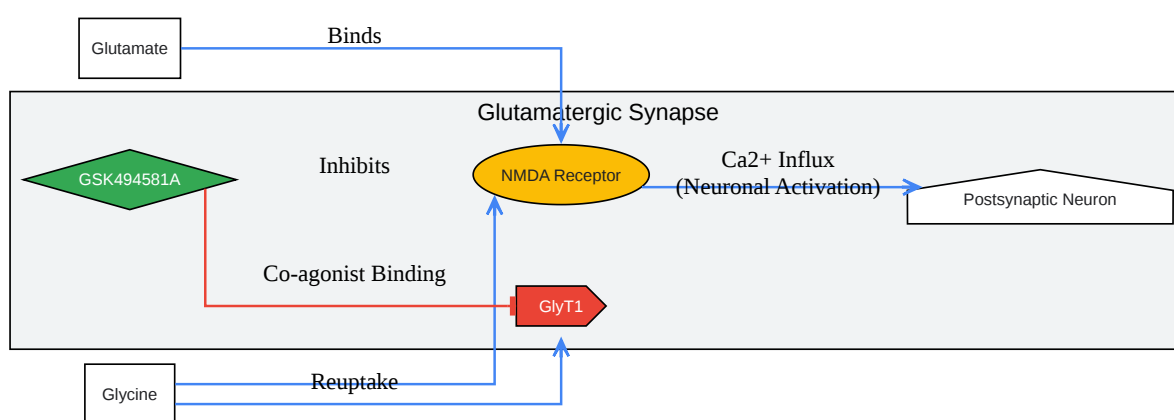 Binds
Glutamate
Glutamatergic Synapse
GSK494581A
Inhibits
NMDA Receptor
Ca2+ Influx
(Neuronal Activation)
Postsynaptic Neuron
Co-agonist Binding
GlyT1
Reuptake
Glycine